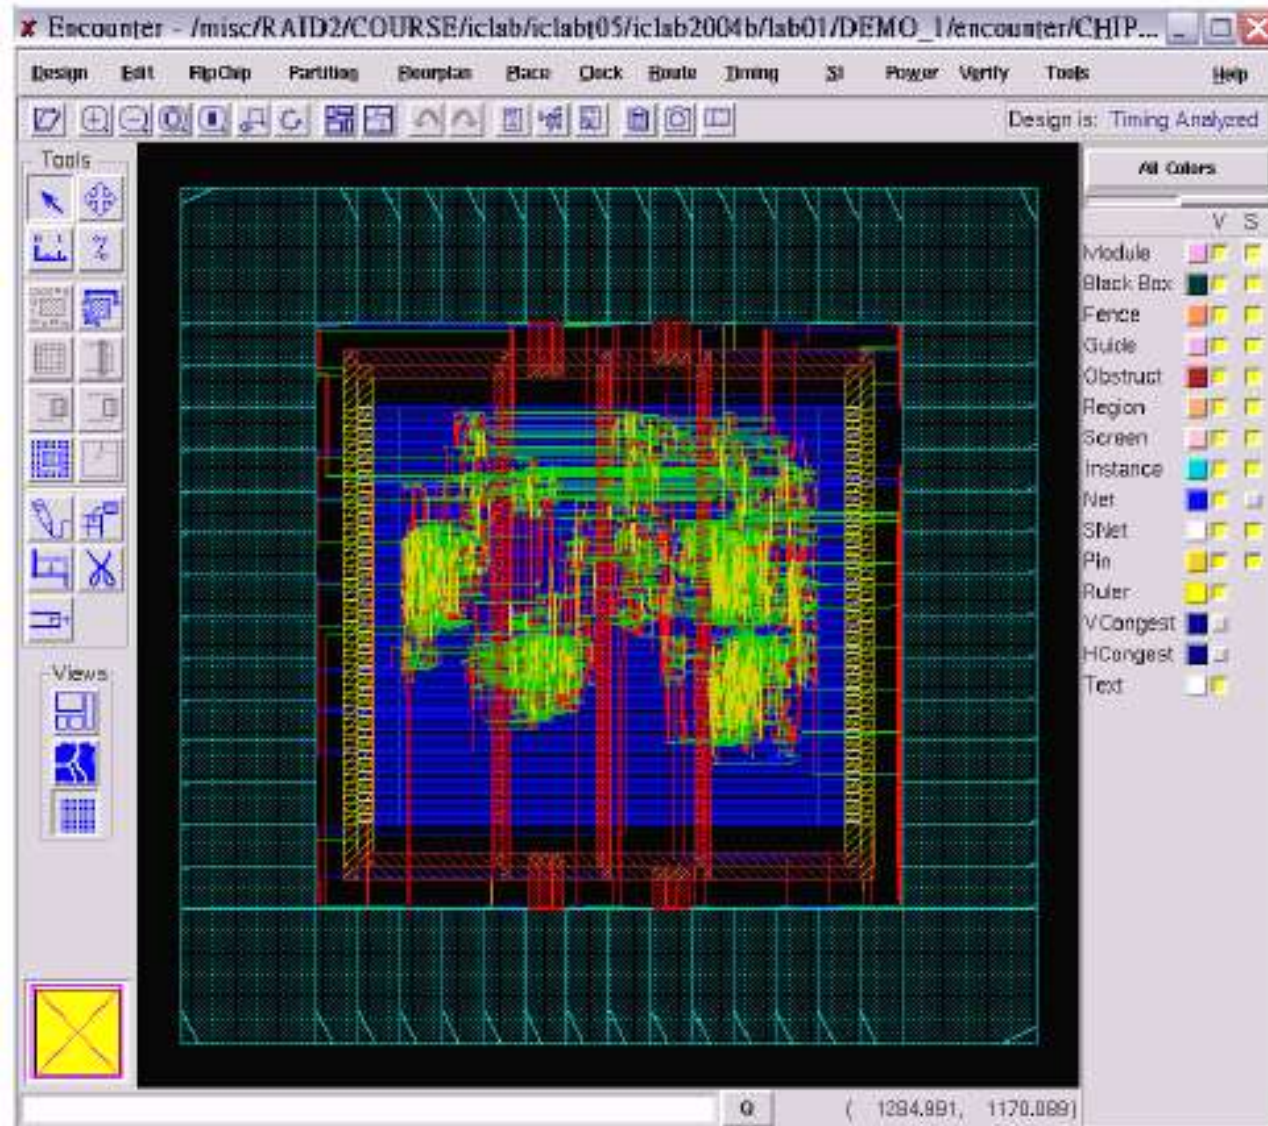 Encounter - /misc/RAID2/COURSE/iclab/iclabt05/iclab2004b/lab01/DEMO_1/encounter/CHIP...
Design Edit FlipChip Partition Floorplan Place Clock Route Timing SI Power Verify Tools Help
Design is: Timing Analyzed
Tools
All Colors
V S
Module
Black Box
Fence
Guide
Obstruct
Region
Screen
Instance
Net
SNet
Pin
Ruler
VCongest
HCongest
Text
Views
Q ( 1284.991, 1170.089)